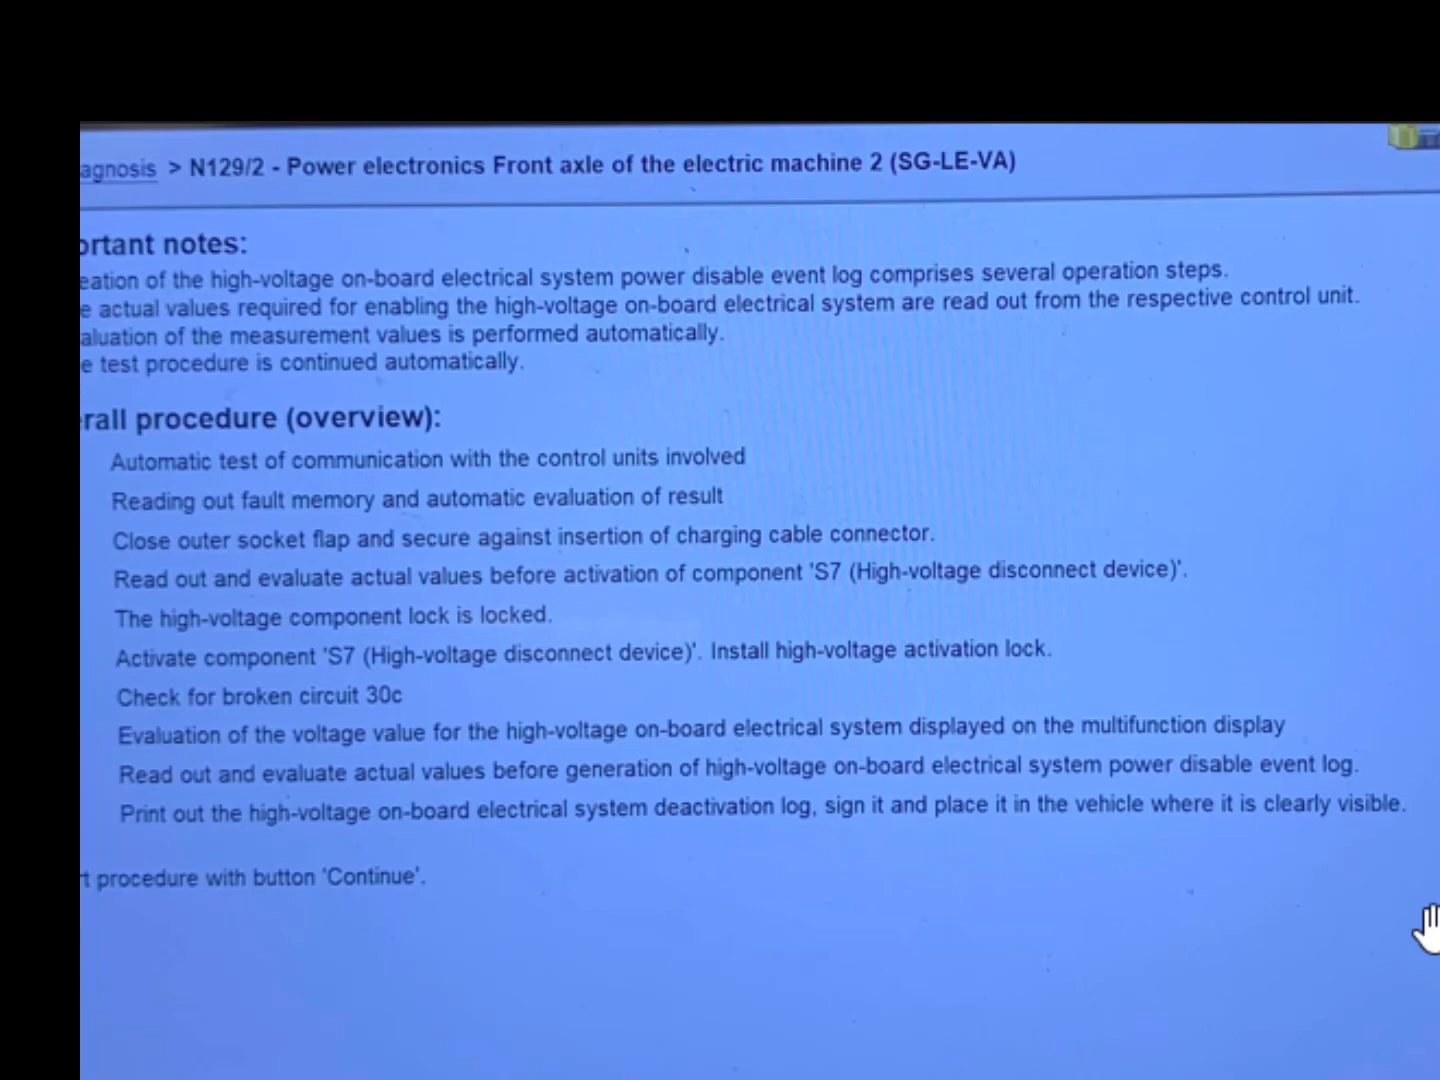 agnosis > N129/2 - Power electronics Front axle of the electric machine 2 (SG-LE-VA)
ortant notes:
eation of the high-voltage on-board electrical system power disable event log comprises several operation steps.
e actual values required for enabling the high-voltage on-board electrical system are read out from the respective control unit.
aluation of the measurement values is performed automatically.
e test procedure is continued automatically.
rall procedure (overview):
Automatic test of communication with the control units involved
Reading out fault memory and automatic evaluation of result
Close outer socket flap and secure against insertion of charging cable connector.
Read out and evaluate actual values before activation of component 'S7 (High-voltage disconnect device)'.
The high-voltage component lock is locked.
Activate component 'S7 (High-voltage disconnect device)'. Install high-voltage activation lock.
Check for broken circuit 30c
Evaluation of the voltage value for the high-voltage on-board electrical system displayed on the multifunction display
Read out and evaluate actual values before generation of high-voltage on-board electrical system power disable event log.
Print out the high-voltage on-board electrical system deactivation log, sign it and place it in the vehicle where it is clearly visible.
t procedure with button 'Continue'.